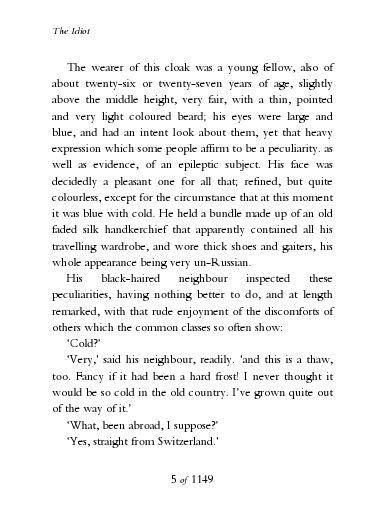 The Idiot
The wearer of this cloak was a young fellow, also of
about twenty-six or twenty-seven years of age, slightly
above the middle height, very fair, with a thin, pointed
and very light coloured beard; his eyes were large and
blue, and had an intent look about them, yet that heavy
expression which some people affirm to be a peculiarity. as
well as evidence, of an epileptic subject. His face was
decidedly a pleasant one for all that; refined, but quite
colourless, except for the circumstance that at this moment
it was blue with cold. He held a bundle made up of an old
faded silk handkerchief that apparently contained all his
travelling wardrobe, and wore thick shoes and gaiters, his
whole appearance being very un-Russian.
His black-haired neighbour inspected these
peculiarities, having nothing better to do, and at length
remarked, with that rude enjoyment of the discomforts of
others which the common classes so often show:
‘Cold?’
‘Very,’ said his neighbour, readily. ‘and this is a thaw,
too. Fancy if it had been a hard frost! I never thought it
would be so cold in the old country. I’ve grown quite out
of the way of it.’
‘What, been abroad, I suppose?’
‘Yes, straight from Switzerland.’
5 of 1149